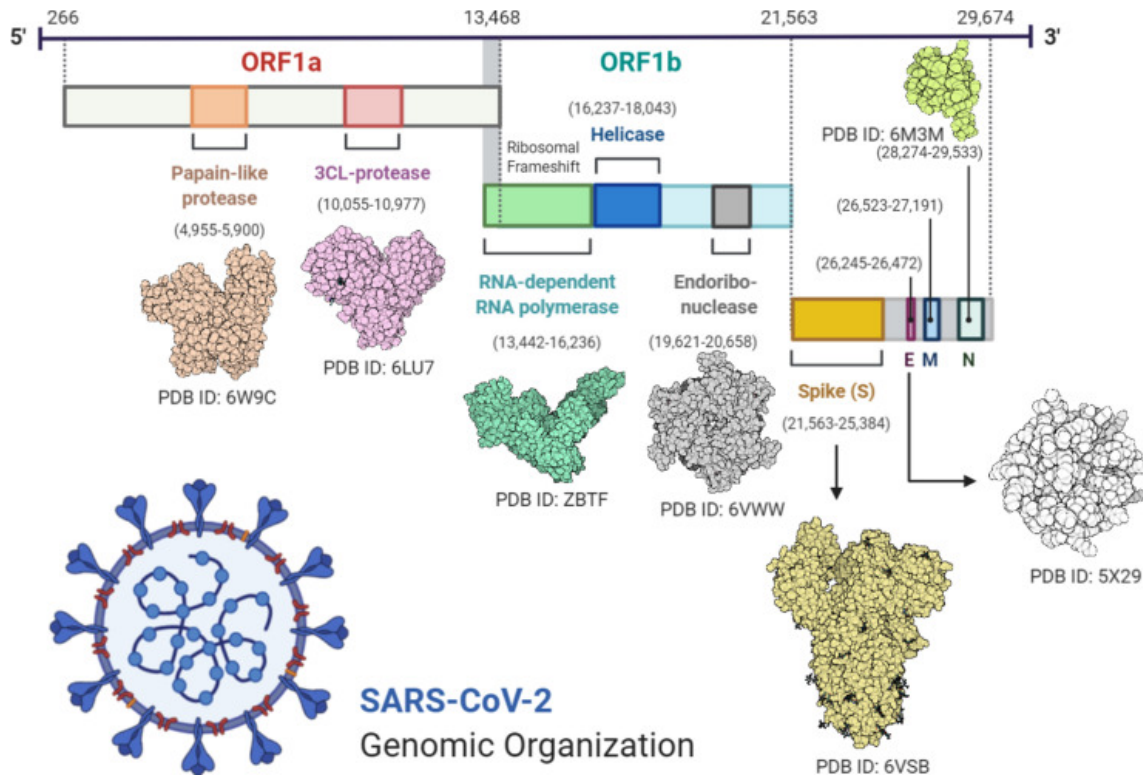 266
13,468
21,563
29,674
5'
3'
ORF1a
ORF1b
(16,237-18,043)
Helicase
Ribosomal
Frameshift
PDB ID: 6M3M
(28,274-29,533)
Papain-like
protease
(4,955-5,900)
3CL-protease
(10,055-10,977)
(26,523-27,191)
(26,245-26,472)
RNA-dependent
RNA polymerase
(13,442-16,236)
Endoribo-
nuclease
(19,621-20,658)
E
M
N
Spike (S)
(21,563-25,384)
PDB ID: 6W9C
PDB ID: 6LU7
PDB ID: ZBTF
PDB ID: 6VWW
PDB ID: 5X29
PDB ID: 6VSB
SARS-CoV-2
Genomic Organization